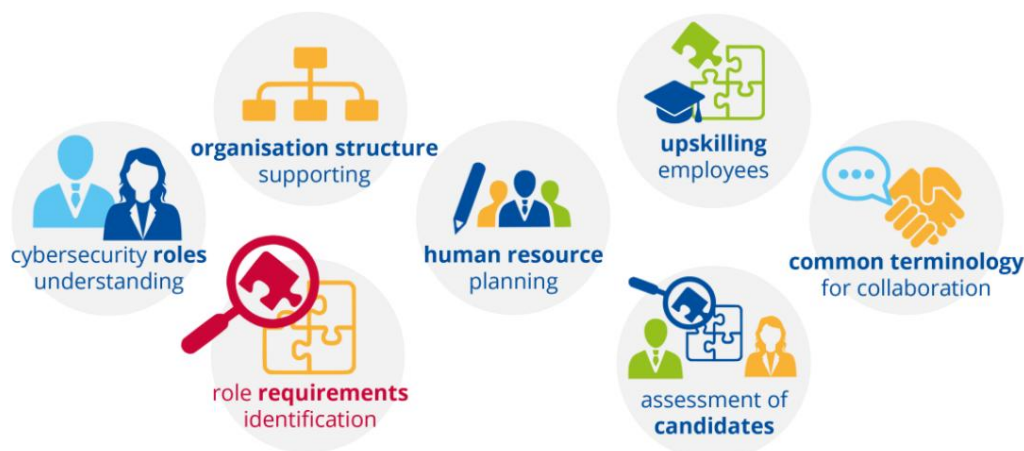 organisation structure
supporting
upskilling
employees
cybersecurity roles
understanding
human resource
planning
common terminology
for collaboration
role requirements
identification
assessment of
candidates